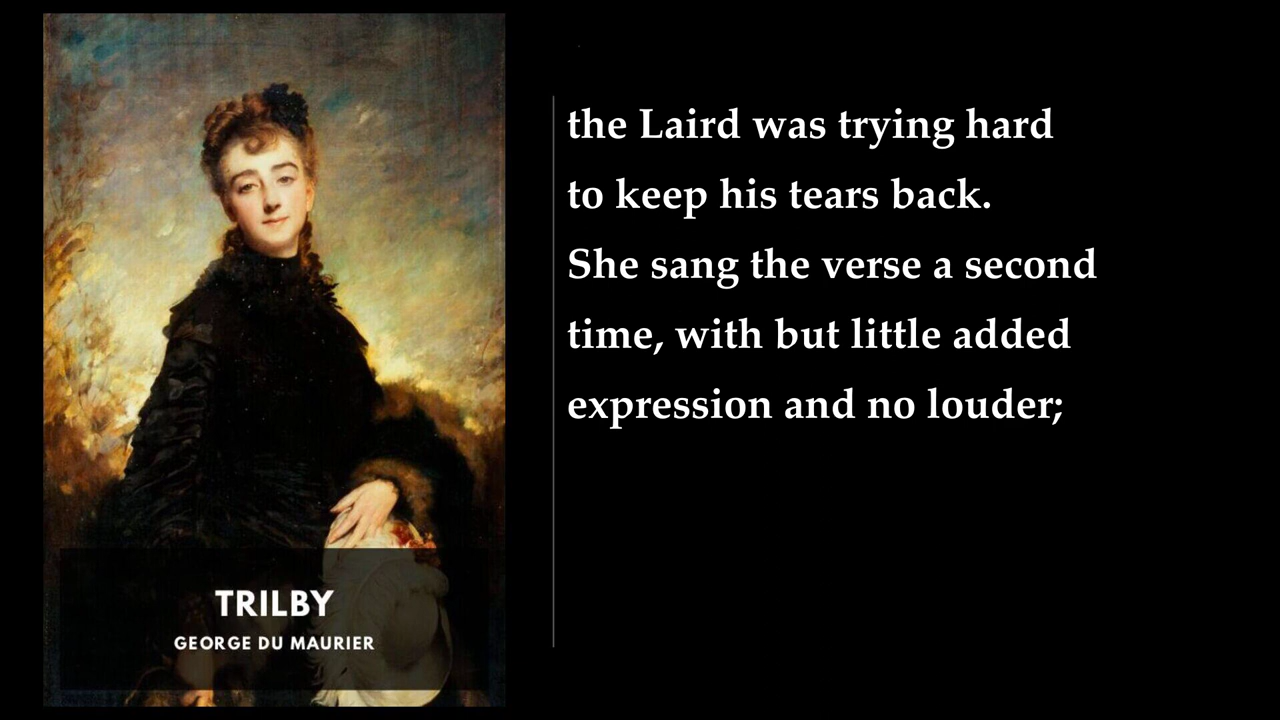 TRILBY
GEORGE DU MAURIER
the Laird was trying hard
to keep his tears back.
She sang the verse a second
time, with but little added
expression and no louder;